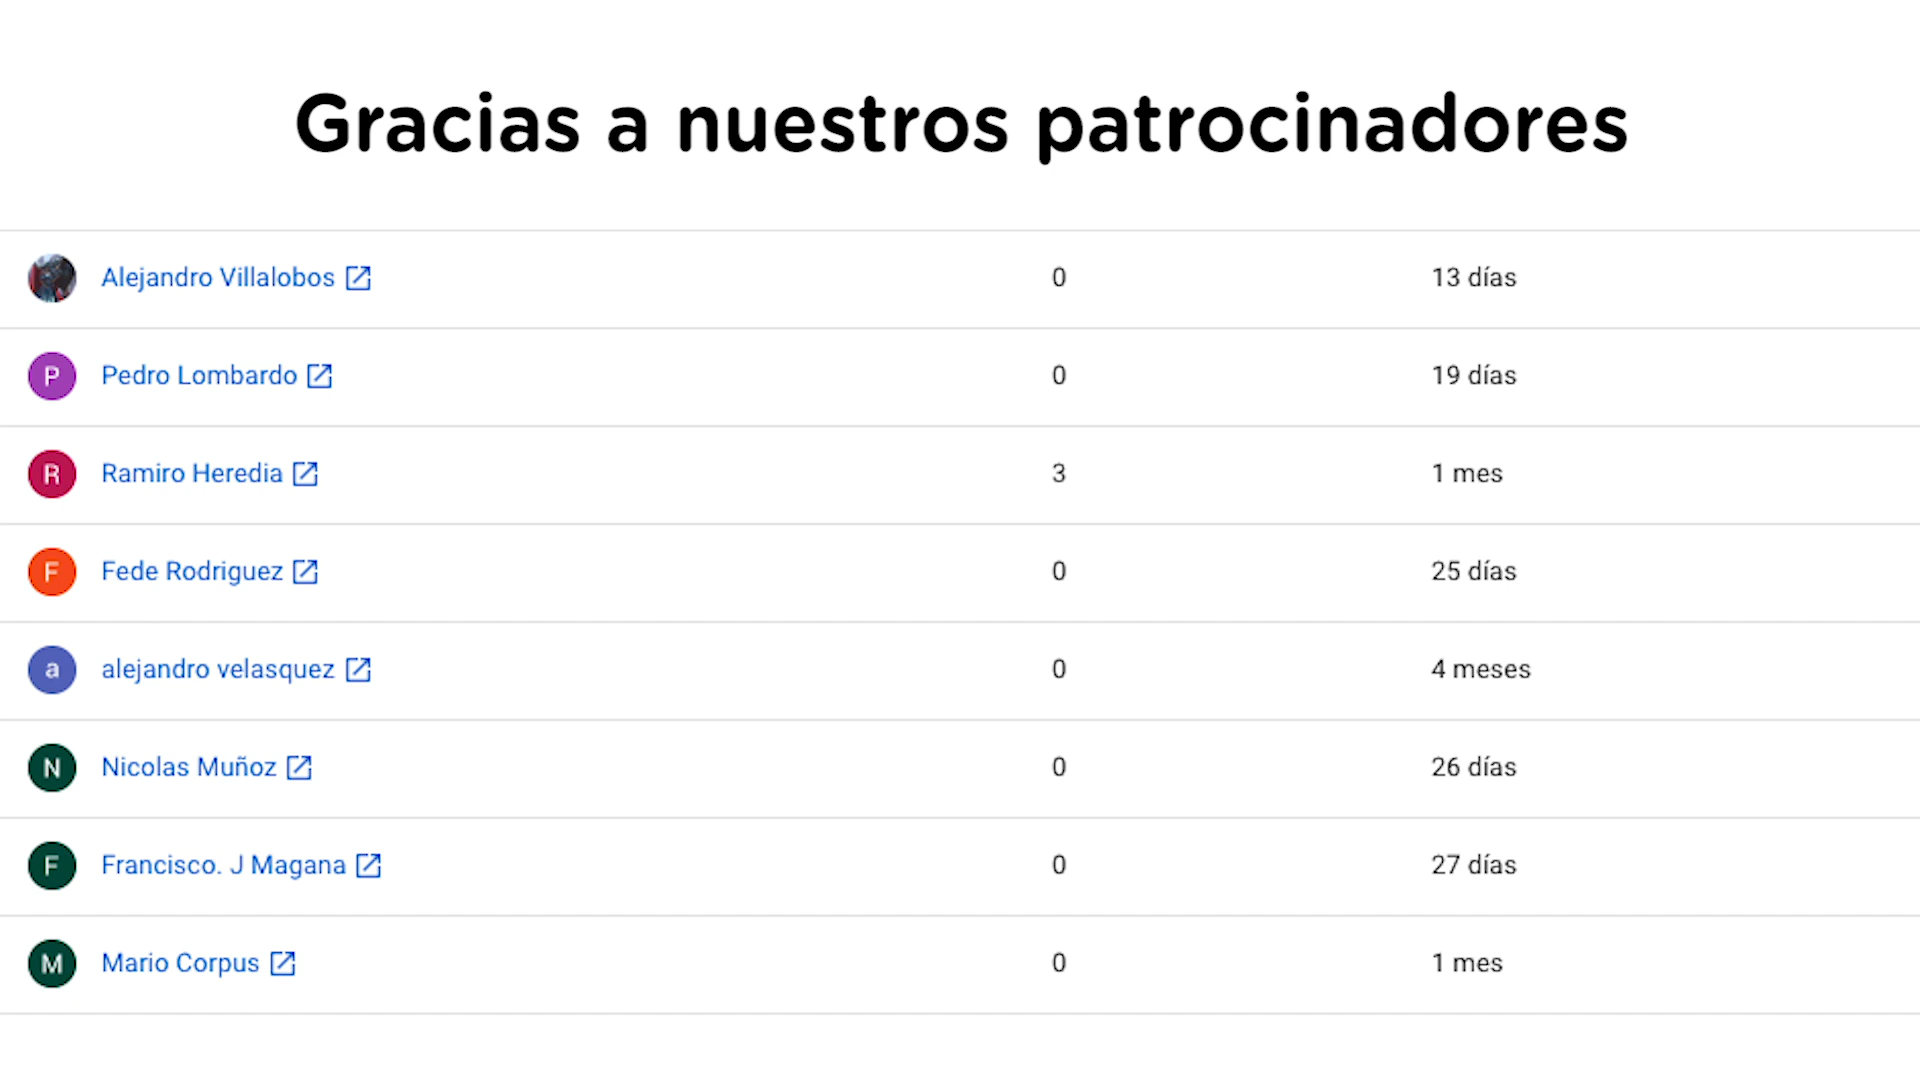 Gracias a nuestros patrocinadores
Alejandro Villalobos 0 13 días
P Pedro Lombardo 0 19 días
R Ramiro Heredia 3 1 mes
F Fede Rodriguez 0 25 días
a alejandro velasquez 0 4 meses
N Nicolas Muñoz 0 26 días
F Francisco. J Magana 0 27 días
M Mario Corpus 0 1 mes